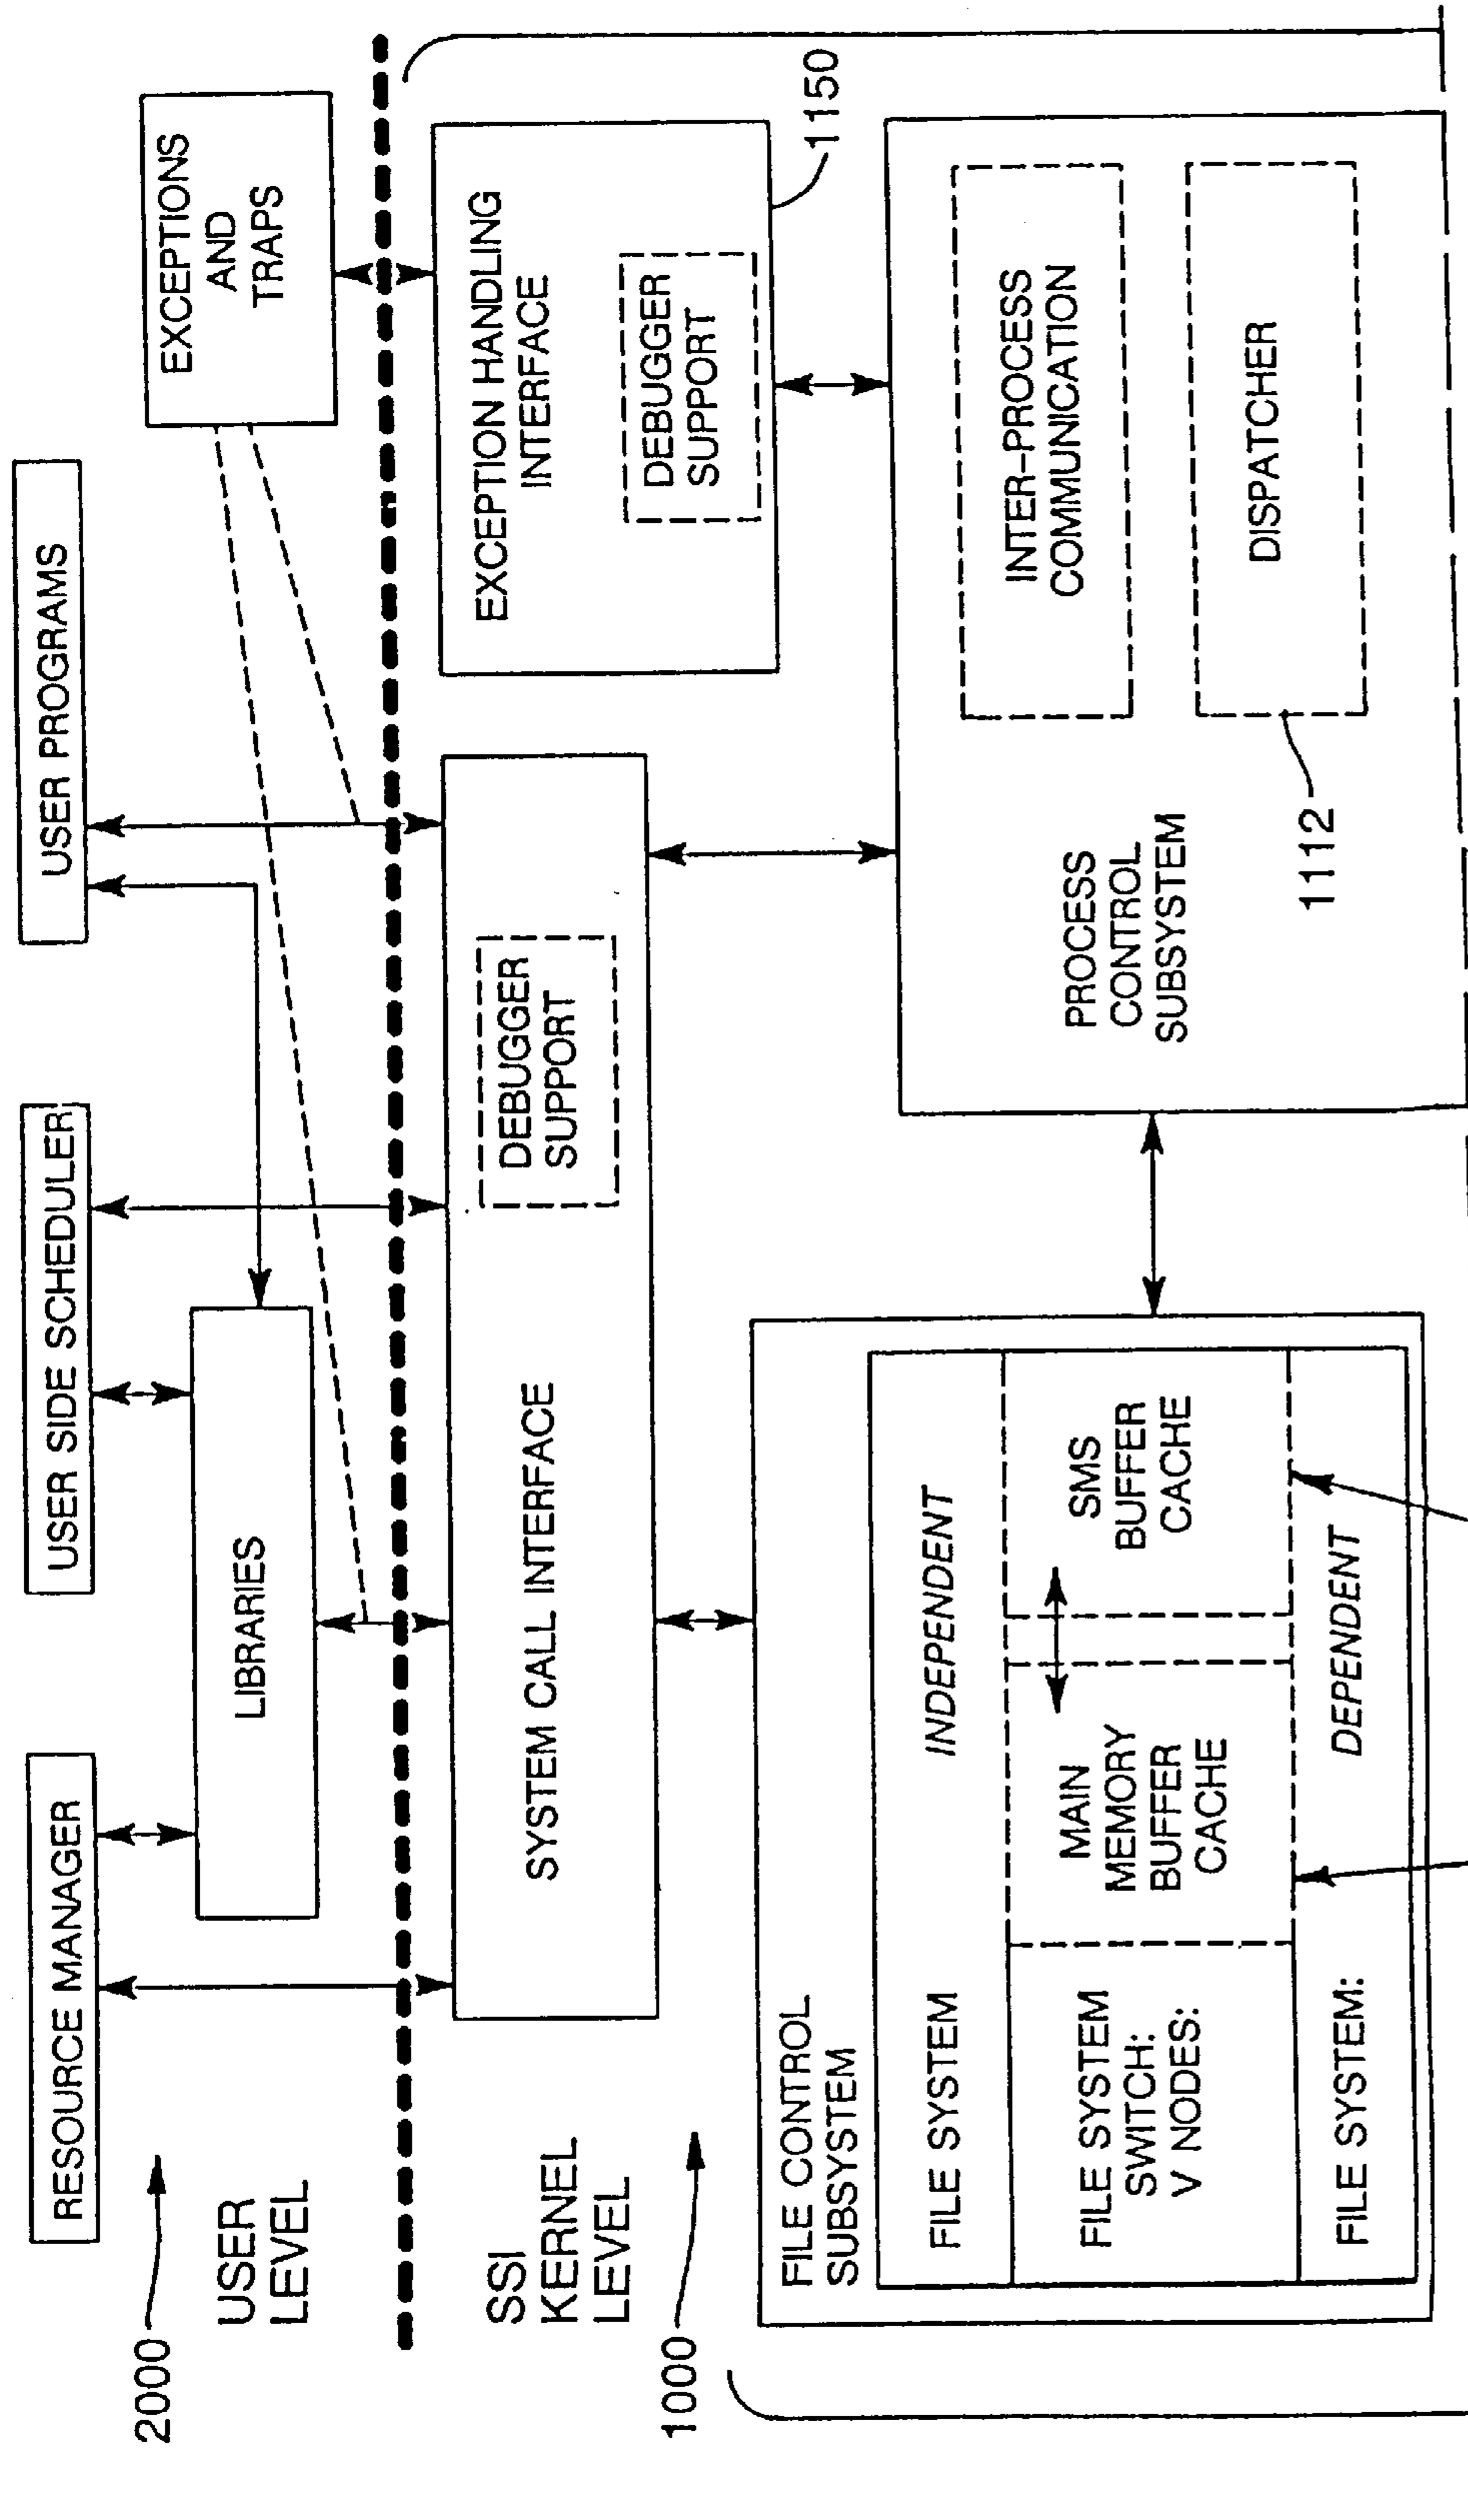 2000
USER
LEVEL
RESOURCE MANAGER
USER SIDE SCHEDULER
USER PROGRAMS
LIBRARIES
EXCEPTIONS
AND
TRAPS
SSI
KERNEL
LEVEL
1000
SYSTEM CALL INTERFACE
DEBUGGER
SUPPORT
EXCEPTION HANDLING
INTERFACE
DEBUGGER
SUPPORT
1150
FILE CONTROL
SUBSYSTEM
FILE SYSTEM
INDEPENDENT
FILE SYSTEM
SWITCH:
V NODES:
MAIN
MEMORY
BUFFER
CACHE
SMS
BUFFER
CACHE
FILE SYSTEM:
DEPENDENT
PROCESS
CONTROL
SUBSYSTEM
INTER-PROCESS
COMMUNICATION
DISPATCHER
1112